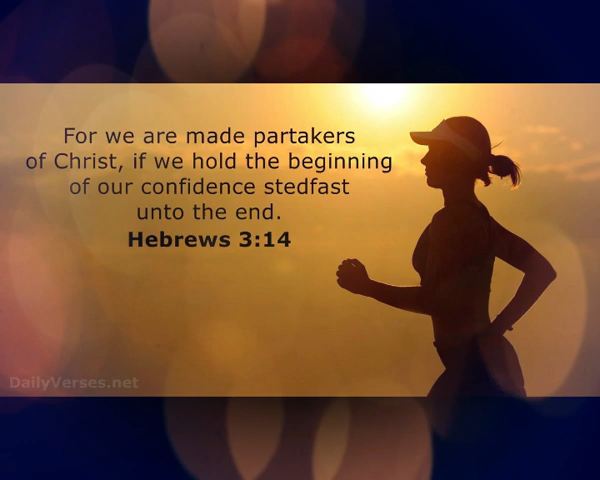 For we are made partakers
of Christ, if we hold the beginning
of our confidence stedfast
unto the end.
Hebrews 3:14
DailyVerses.net